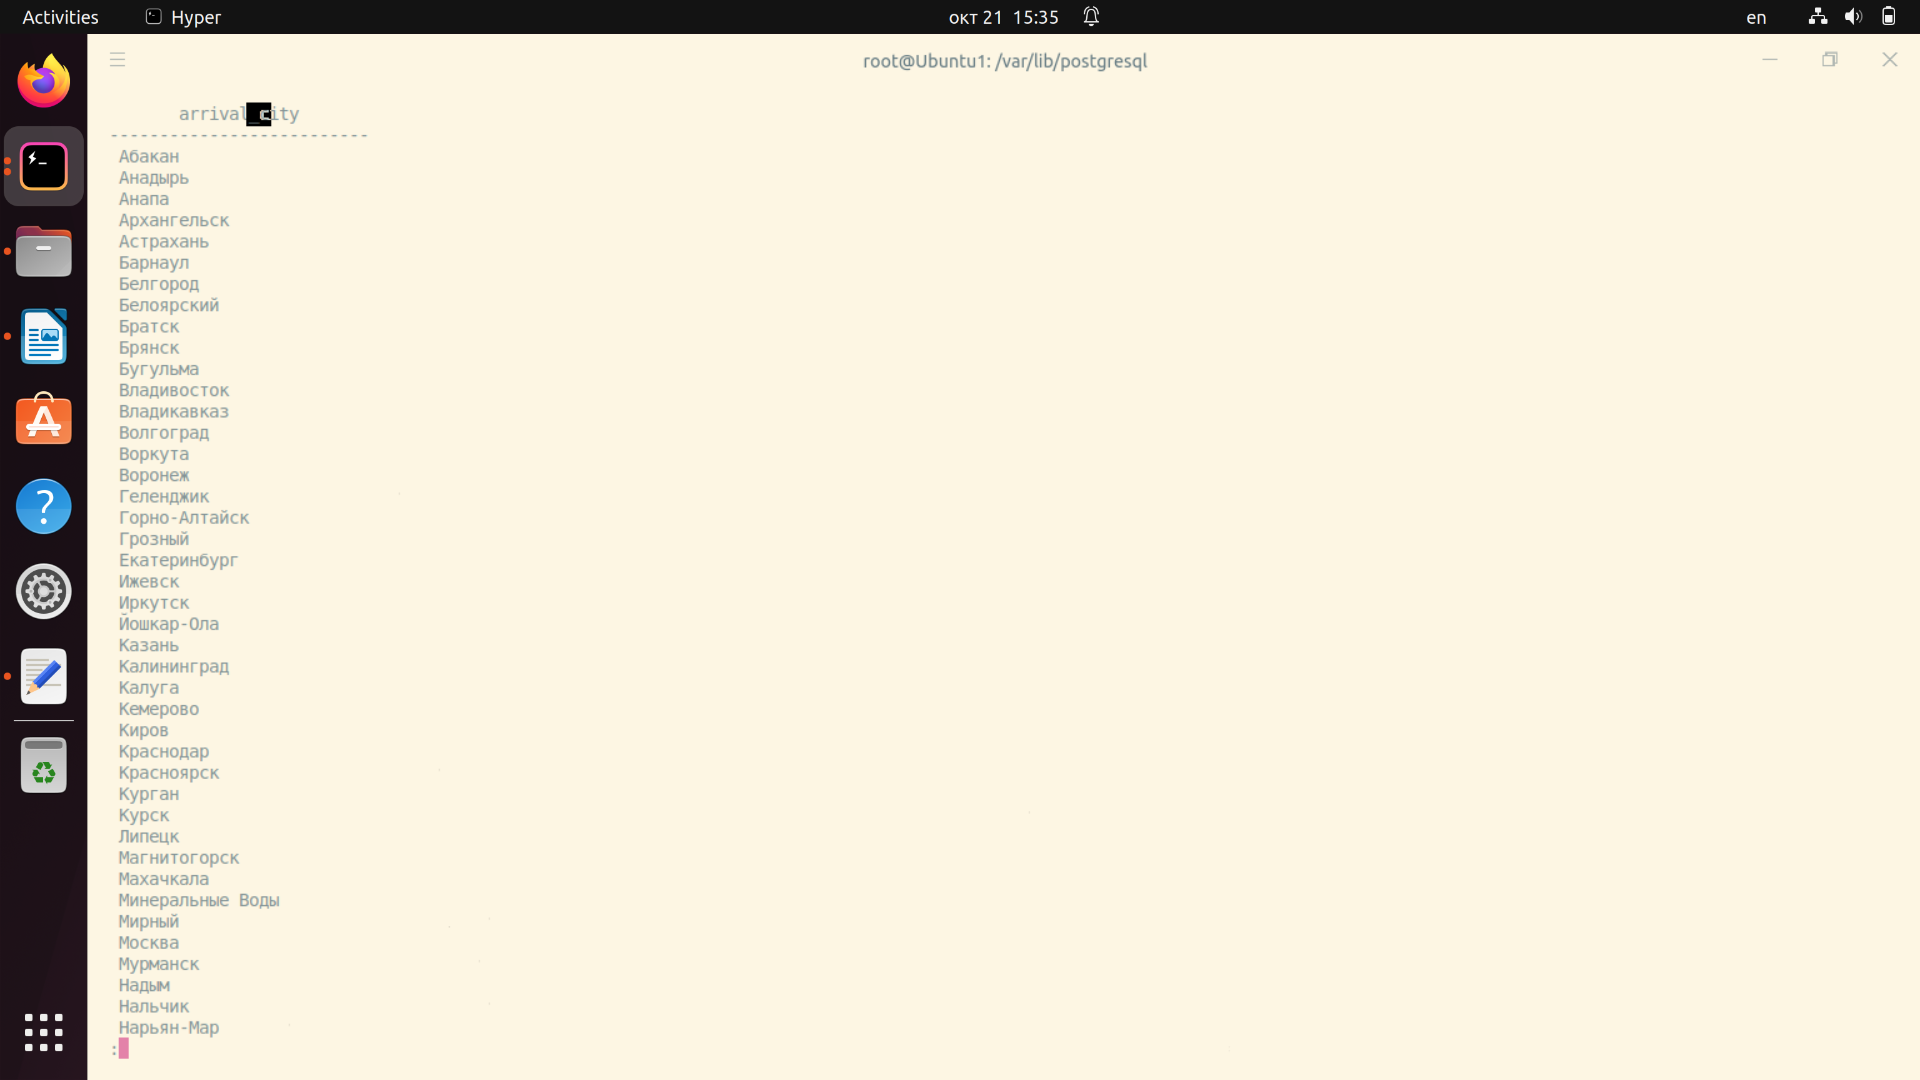 Activities
Hyper
окт 21 15:35
en
root@Ubuntu1: /var/lib/postgresql
arrival_city
-------------------------
Абакан
Анадырь
Анапа
Архангельск
Астрахань
Барнаул
Белгород
Белоярский
Братск
Брянск
Бугульма
Владивосток
Владикавказ
Волгоград
Воркута
Воронеж
Геленджик
Горно-Алтайск
Грозный
Екатеринбург
Ижевск
Иркутск
Йошкар-Ола
Казань
Калининград
Калуга
Кемерово
Киров
Краснодар
Красноярск
Курган
Курск
Липецк
Магнитогорск
Махачкала
Минеральные Воды
Мирный
Москва
Мурманск
Надым
Нальчик
Нарьян-Мар
: